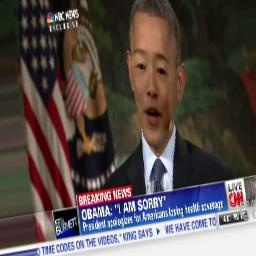 NBC NEWS
EXCLUSIVE
BREAKING NEWS
OBAMA: "I AM SORRY"
President apologizes for Americans losing health coverage
BURNETT
LIVE
CNN
TIME CODES ON THE VIDEOS," KING SAYS ▶ "WE HAVE COME TO